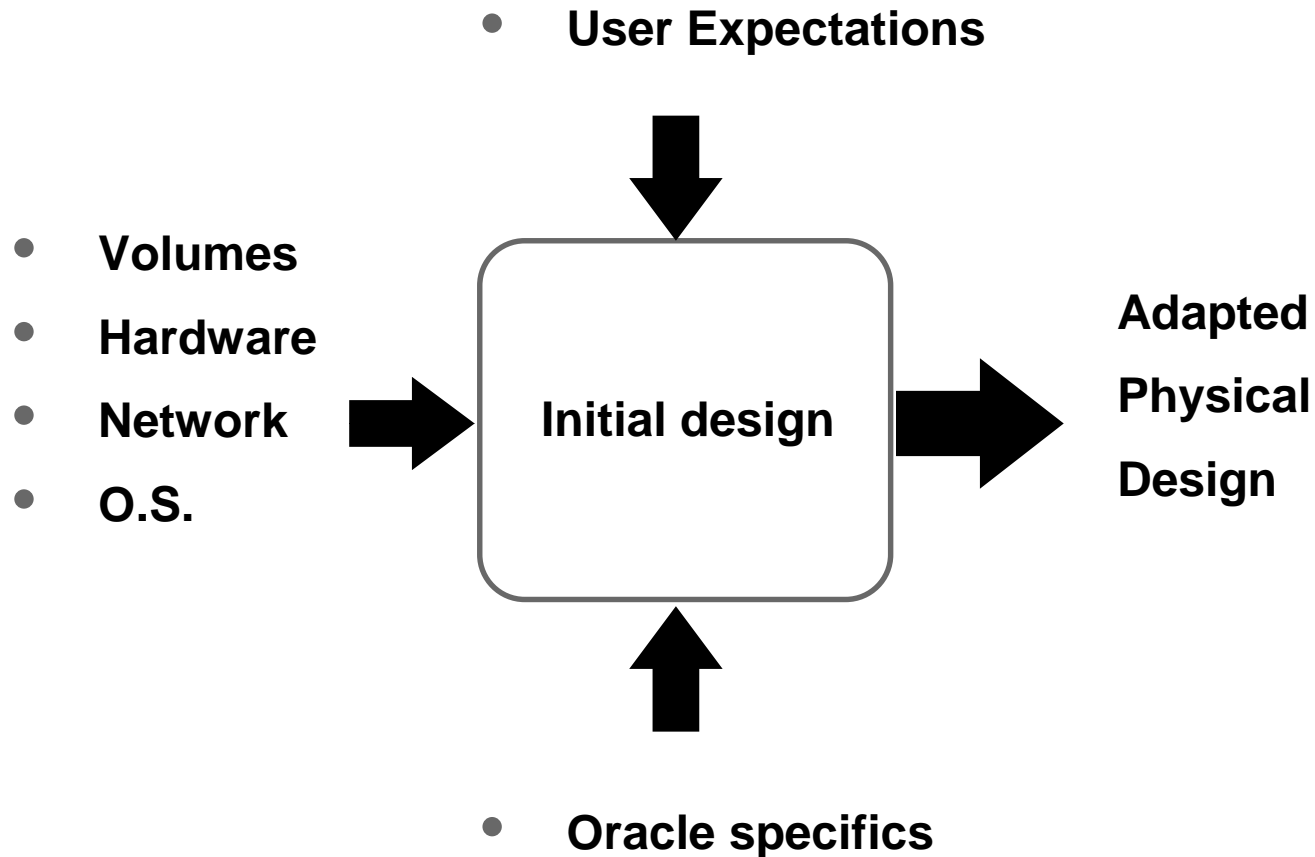 User Expectations
Volumes
Hardware
Network
O.S.
Initial design
Adapted
Physical
Design
Oracle specifics